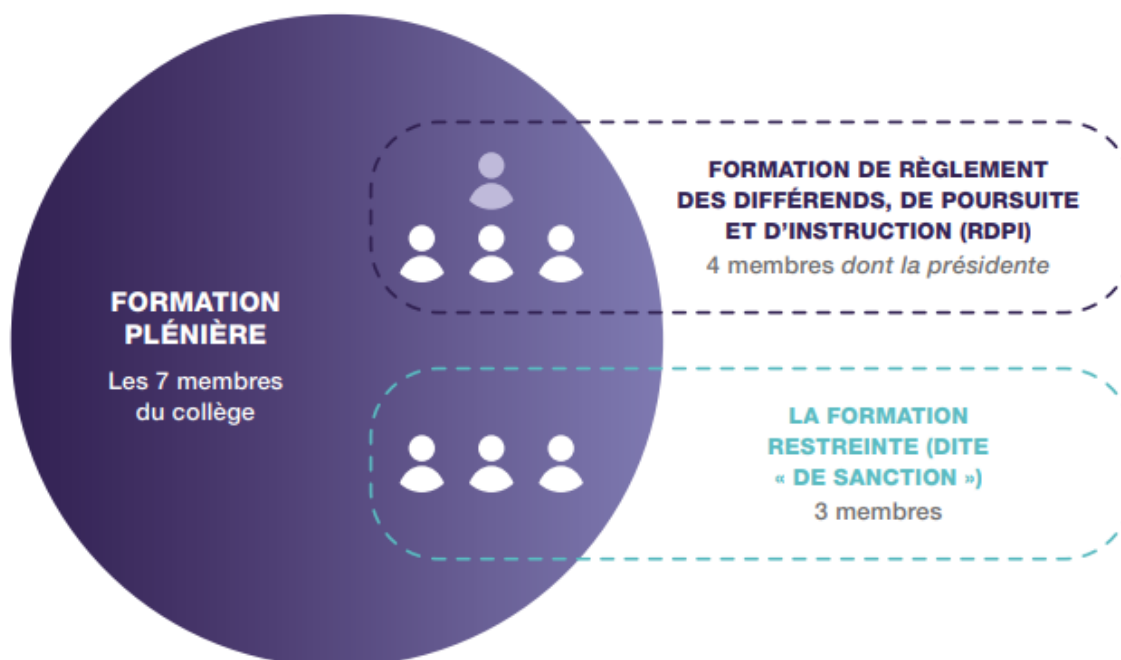 FORMATION
PLÉNIÈRE
Les 7 membres
du collège
FORMATION DE RÈGLEMENT
DES DIFFÉRENDS, DE POURSUITE
ET D’INSTRUCTION (RDPI)
4 membres dont la présidente
LA FORMATION
RESTREINTE (DITE
« DE SANCTION »)
3 membres